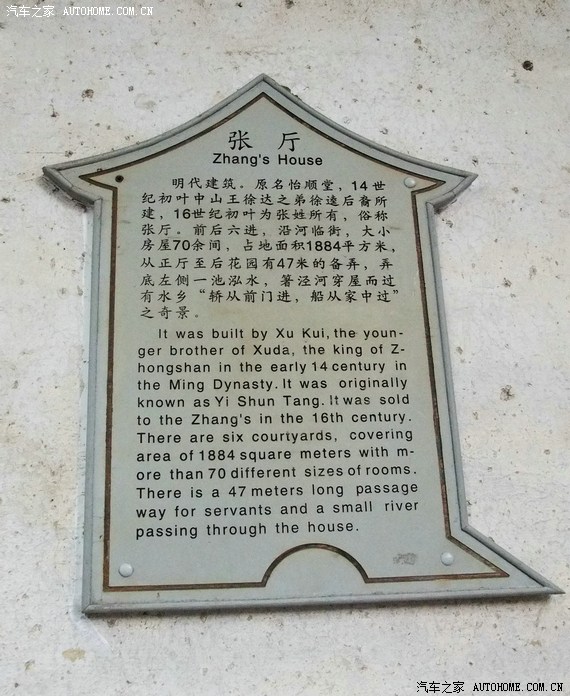 汽车之家 AUTOHOME.COM.CN
张厅
Zhang's House
明代建筑。原名怡顺堂，14世
纪初叶中山王徐达之弟徐逵后裔所
建，16世纪初叶为张姓所有，俗称
张厅。前后六进，沿河临街，大小
房屋70余间，占地面积1884平方米，
从正厅至后花园有47米的备弄，弄
底左侧一池泓水，箸泾河穿屋而过
有水乡“轿从前门进，船从家中过”
之奇景。
It was built by Xu Kui,the youn-
ger brother of Xuda, the king of Z-
hongshan in the early 14century in
the Ming Dynasty.It was originally
known as Yi Shun Tang.It was sold
to the Zhang's in the 16th century.
There are six courtyards, covering
area of 1884 square meters with m-
ore than 70 different sizes of rooms.
There is a 47meters long passage
way for servants and a small river
passing through the house.
汽车之家 AUTOHOME.COM.CN